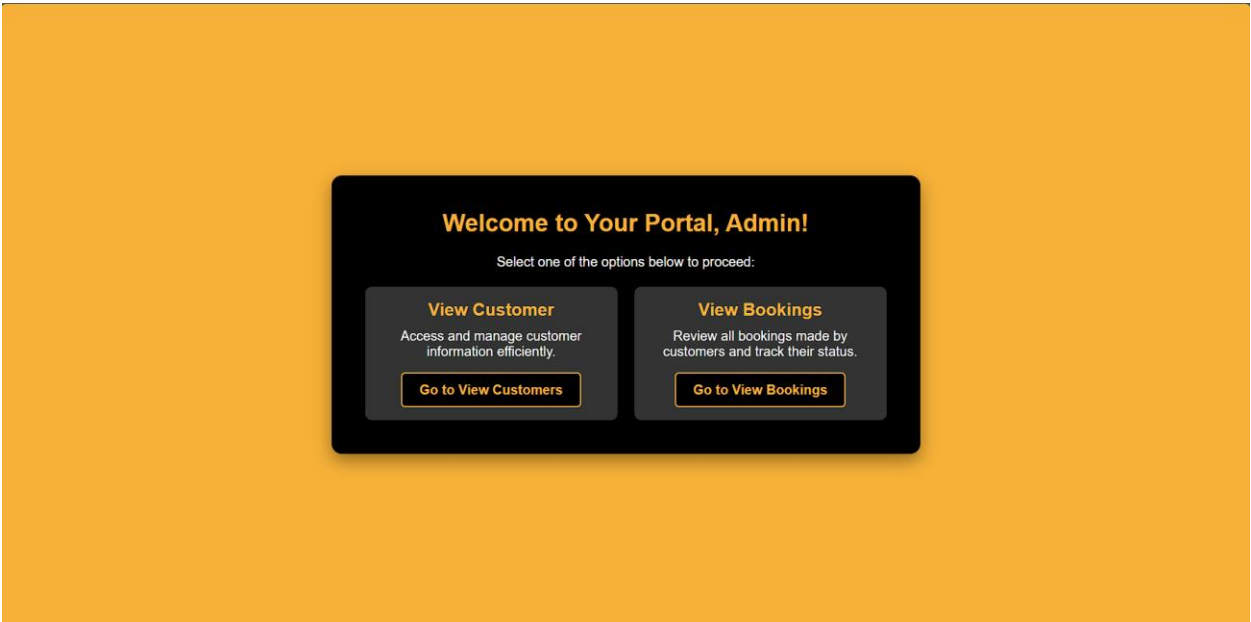 Welcome to Your Portal, Admin!
Select one of the options below to proceed:
View Customer
Access and manage customer
information efficiently.
Go to View Customers
View Bookings
Review all bookings made by
customers and track their status.
Go to View Bookings